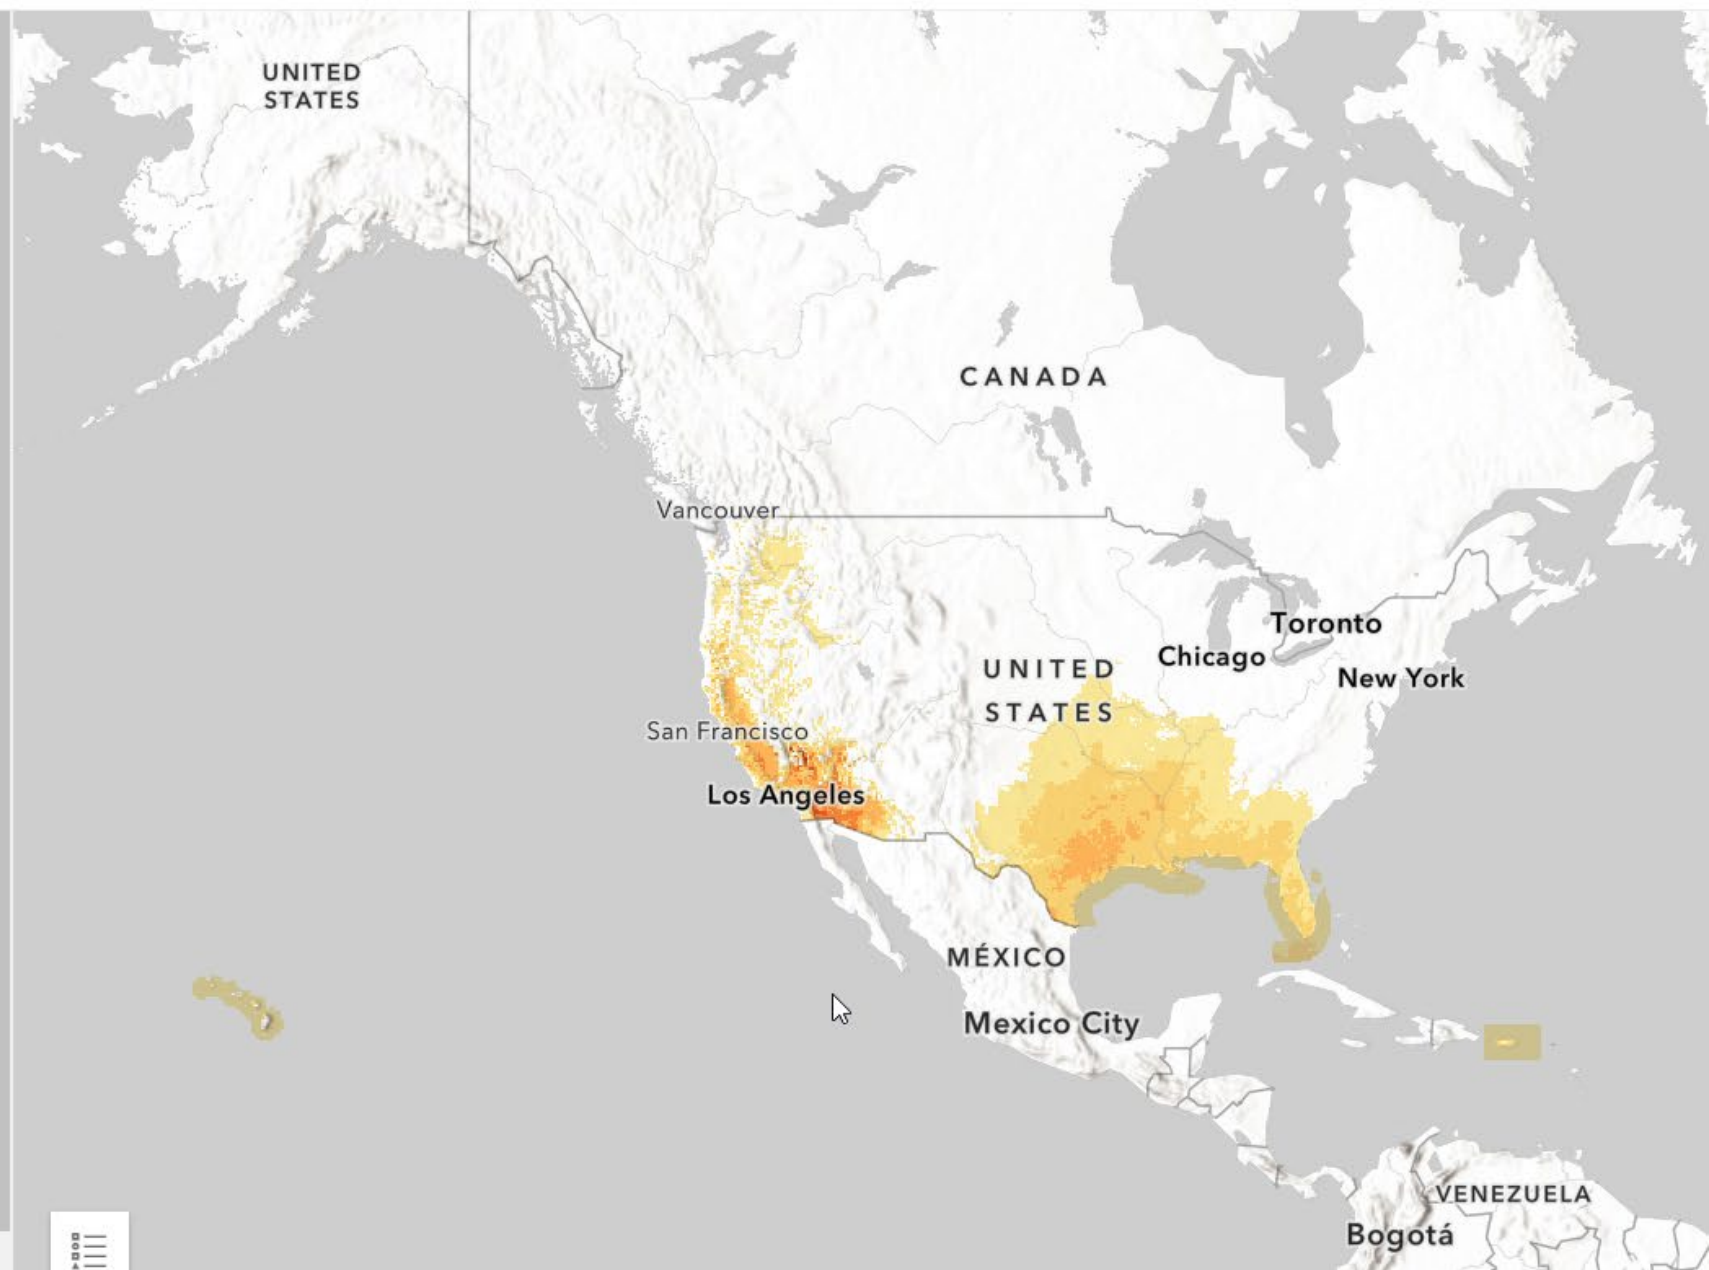 UNITED
STATES
CANADA
Vancouver
Toronto
Chicago
New York
UNITED
STATES
San Francisco
Los Angeles
MÉXICO
Mexico City
VENEZUELA
Bogotá